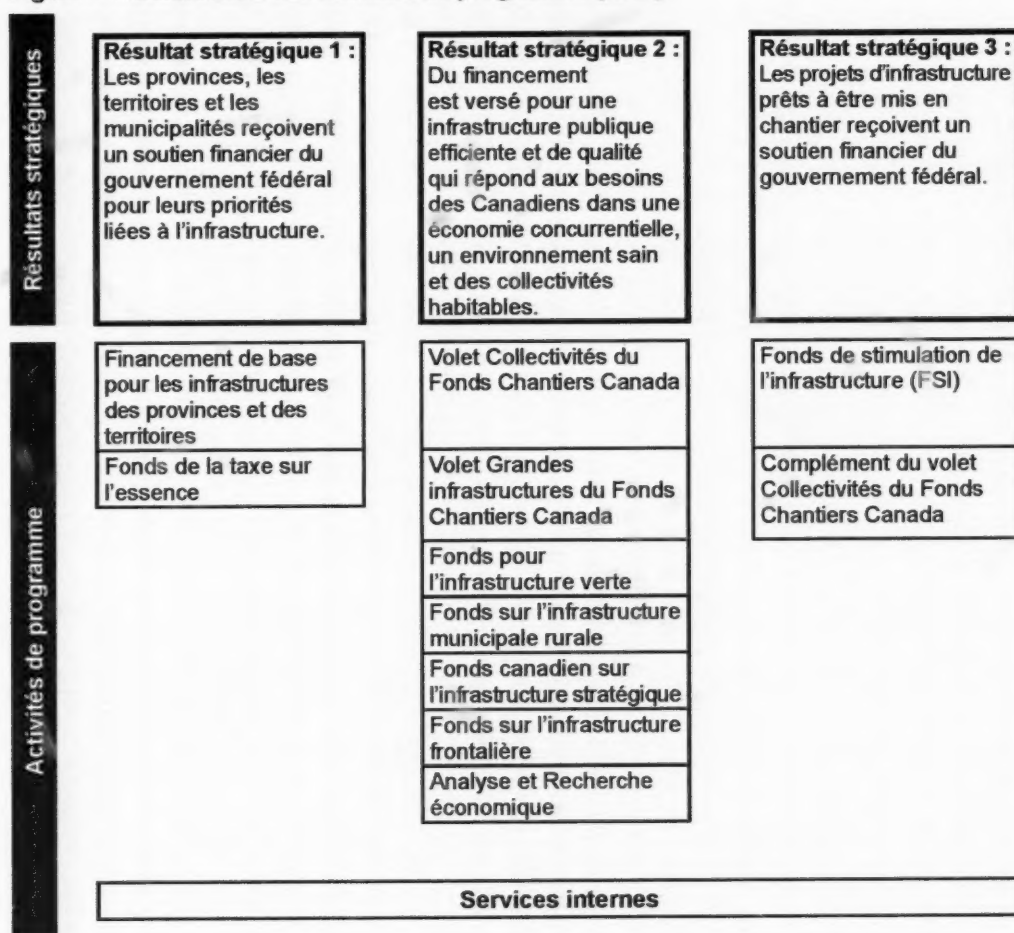 Résultats stratégiques
Résultat stratégique 1 :
Les provinces, les
territoires et les
municipalités reçoivent
un soutien financier du
gouvernement fédéral
pour leurs priorités
liées à l'infrastructure.
Résultat stratégique 2 :
Du financement
est versé pour une
infrastructure publique
efficiente et de qualité
qui répond aux besoins
des Canadiens dans une
économie concurrentielle,
un environnement sain
et des collectivités
habitables.
Résultat stratégique 3 :
Les projets d'infrastructure
prêts à être mis en
chantier reçoivent un
soutien financier du
gouvernement fédéral.
Activités de programme
Financement de base
pour les infrastructures
des provinces et des
territoires
Fonds de la taxe sur
l'essence
Volet Collectivités du
Fonds Chantiers Canada
Volet Grandes
infrastructures du Fonds
Chantiers Canada
Fonds pour
l'infrastructure verte
Fonds sur l'infrastructure
municipale rurale
Fonds canadien sur
l'infrastructure stratégique
Fonds sur l'infrastructure
frontalière
Analyse et Recherche
économique
Fonds de stimulation de
l'infrastructure (FSI)
Complément du volet
Collectivités du Fonds
Chantiers Canada
Services internes